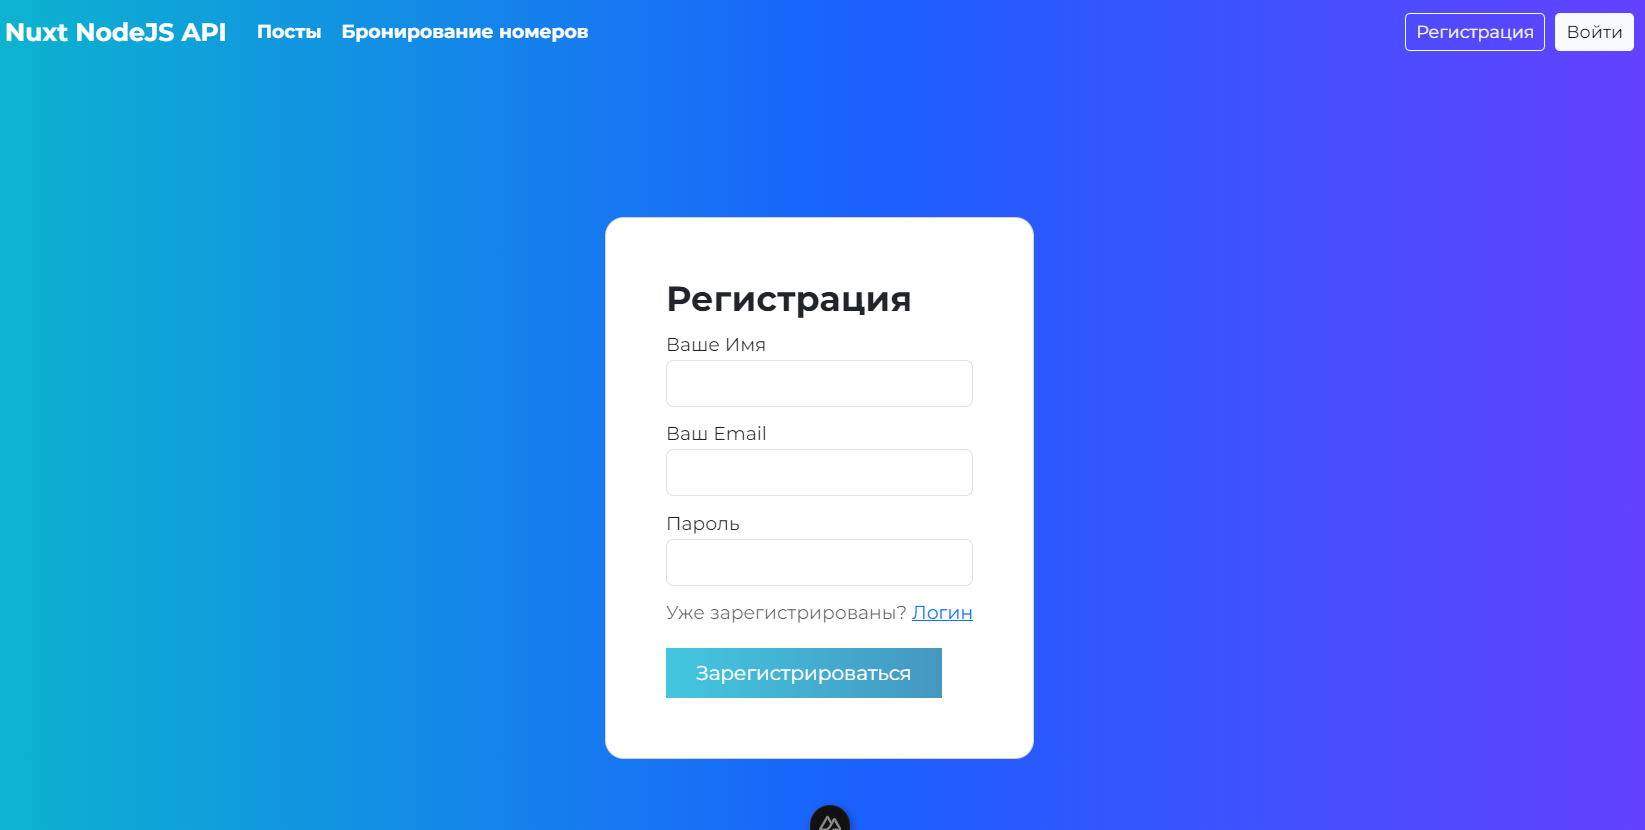 Nuxt NodeJS API Посты Бронирование номеров Регистрация Войти
Регистрация
Ваше Имя
Ваш Email
Пароль
Уже зарегистрированы? Логин
Зарегистрироваться